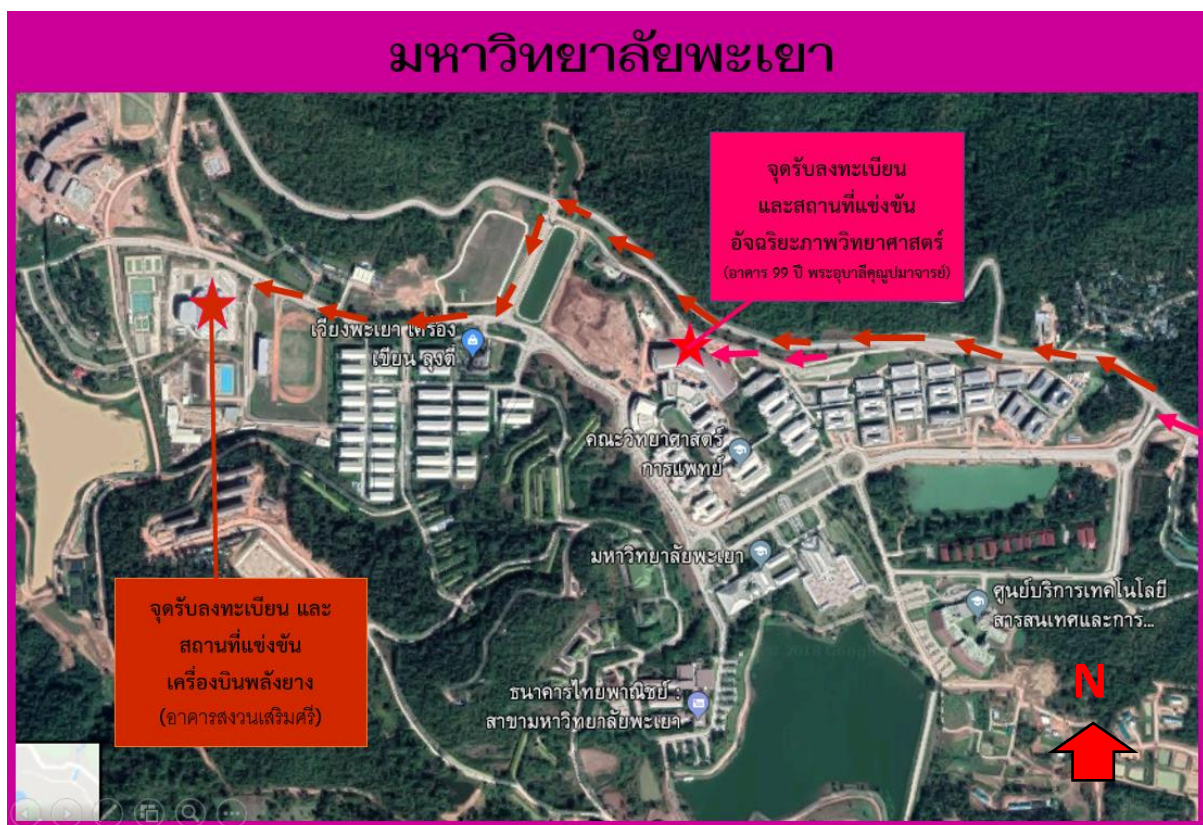 มหาวิทยาลัยพะเยา
จุดรับลงทะเบียน
และสถานที่แข่งขัน
อัจฉริยะภาพวิทยาศาสตร์
(อาคาร 99 ปี พระอุบาลีคุณูปมาจารย์)
เวียงพะเยา เครื่อง
เขียน ลุงตี่
คณะวิทยาศาสตร์
การแพทย์
มหาวิทยาลัยพะเยา
ศูนย์บริการเทคโนโลยี
สารสนเทศและการ...
จุดรับลงทะเบียน และ
สถานที่แข่งขัน
เครื่องบินพลังยาง
(อาคารสงวนเสริมศรี)
ธนาคารไทยพาณิชย์ :
สาขามหาวิทยาลัยพะเยา
N